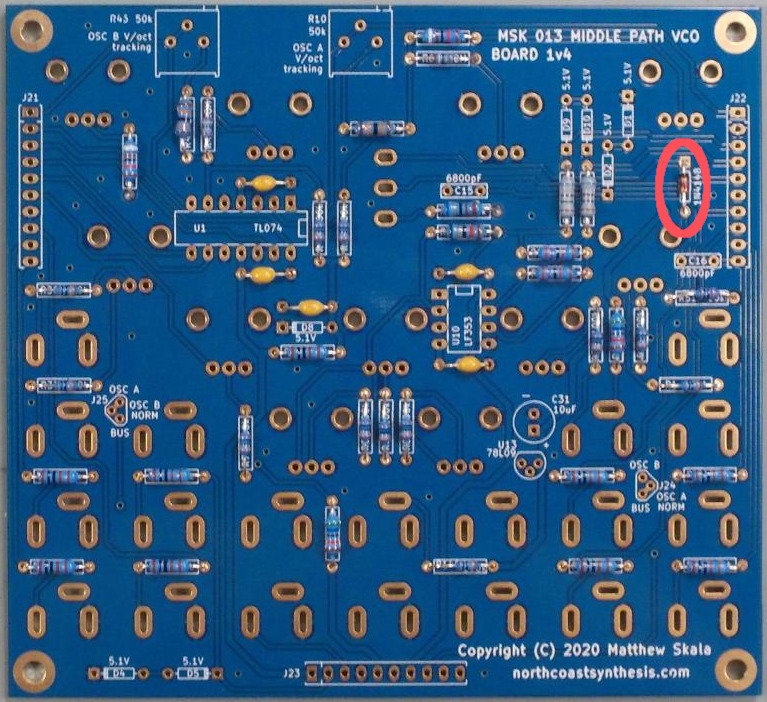 R43 50k
OSC B V/oct
tracking
R10
50k
OSC A
V/oct
tracking
MSK 013 MIDDLE PATH VCO
BOARD 1v4
5.1V
5.1V
5.1V
5.1V
J21
J22
D9
D10
1N4148
6800pF
C15
U1
TL074
C16
6800pF
U10
LF353
D8
5.1V
J25
OSC A
OSC B
NORM
BUS
C31
10uF
U13
78L09
OSC B
J24
OSC A
NORM
BUS
Copyright (C) 2020 Matthew Skala
northcoastsynthesis.com
5.1V
D4
5.1V
D5
J23